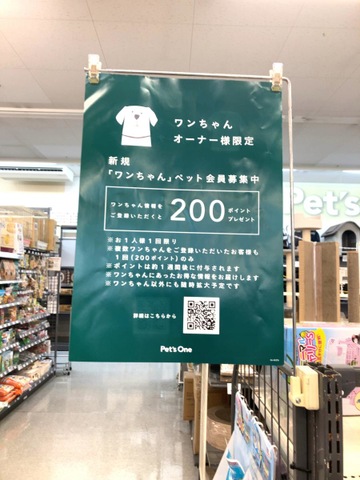 ワンちゃん
オーナー様限定
新規
「ワンちゃん」ペット会員募集中
ワンちゃん情報を
ご登録いただくと
200ポイント
プレゼント
※お1人様1回限り
※複数ワンちゃんをご登録いただいたお客様も
1回(200ポイント)のみ
※ポイントは約1週間後に付与されます
※ワンちゃんにあったお得な情報をお届けします
※ワンちゃん以外にも随時拡大予定です
詳細はこちらから
Pet'sOne
Pet's